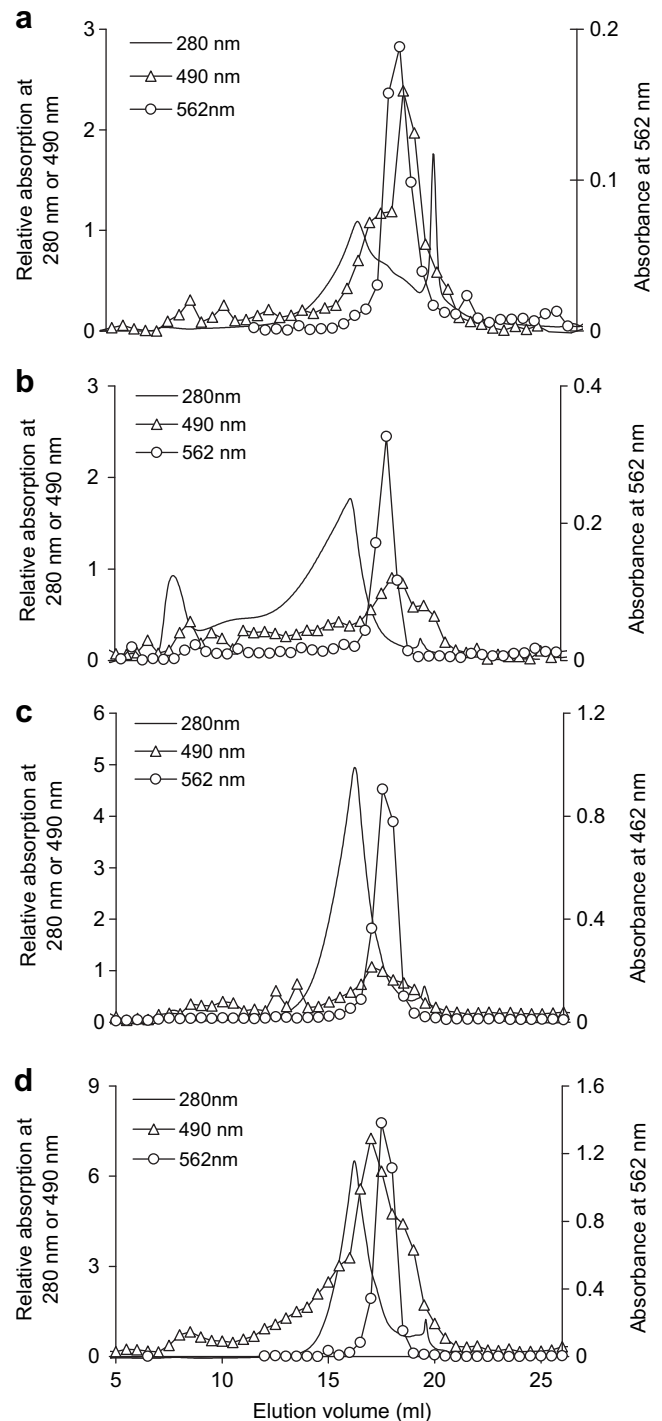 a
3
2
1
0
Relative absorption at
280 nm or 490 nm
280 nm
490 nm
562nm
0.2
0.1
0
Absorbance at 562 nm
b
3
2
1
0
Relative absorption at
280 nm or 490 nm
280nm
490 nm
562 nm
0.4
0.2
0
Absorbance at 562 nm
c
6
5
4
3
2
1
0
Relative absorption at
280 nm or 490 nm
280nm
490 nm
562 nm
1.2
0.8
0.4
0
Absorbance at 462 nm
d
9
6
3
0
Relative absorption at
280 nm or 490 nm
280nm
490 nm
562nm
1.6
1.2
0.8
0.4
0
Absorbance at 562 nm
5 10 15 20 25
Elution volume (ml)